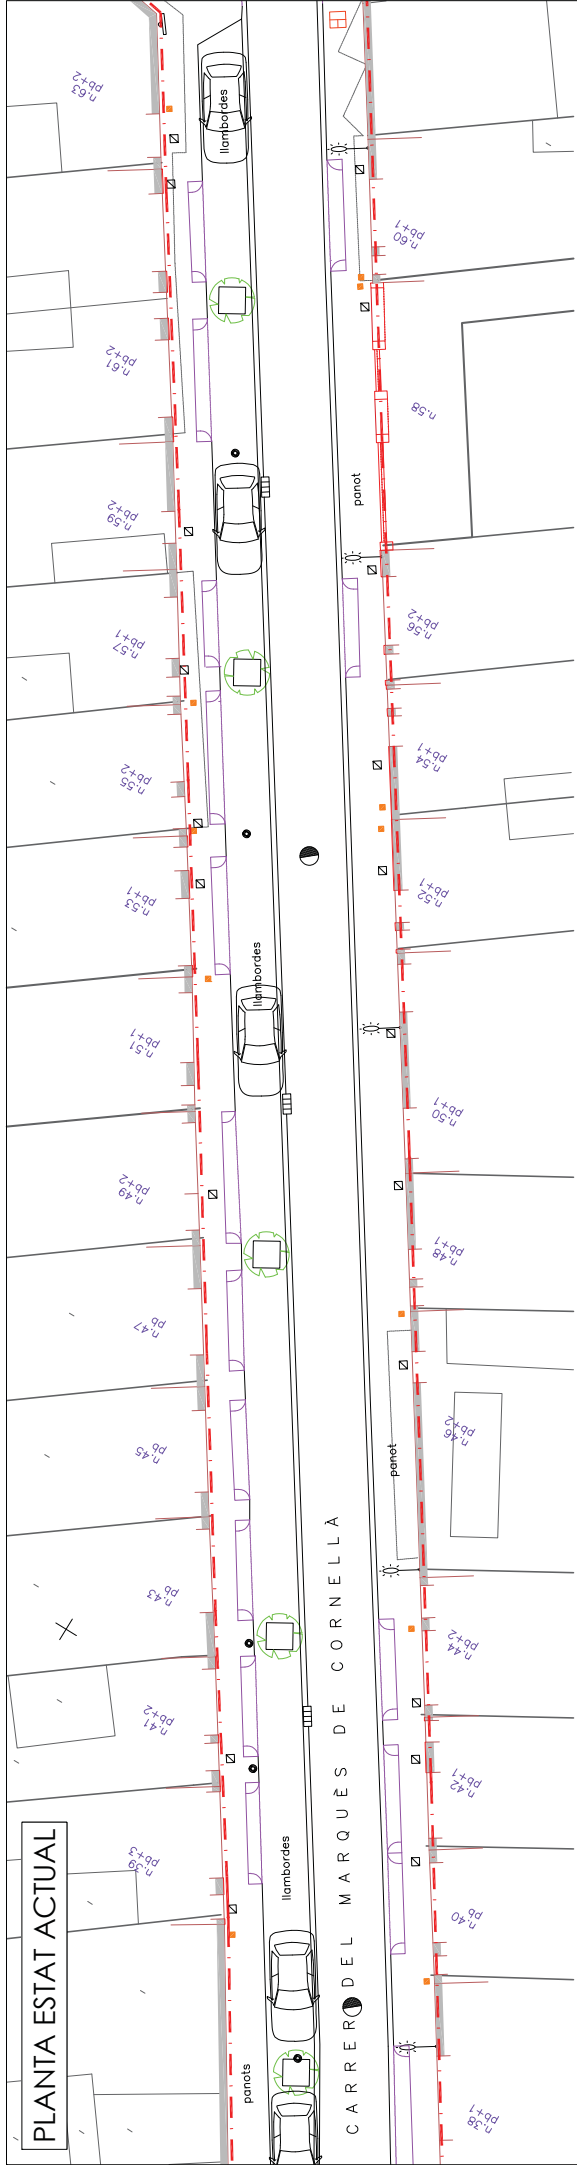 PLANTA ESTAT ACTUAL
n.39
pb+3
n.41
pb+2
n.43
pb
n.45
pb
n.47
pb
n.49
pb+2
n.51
pb+1
n.53
pb+1
n.55
pb+2
n.57
pb+1
n.59
pb+2
n.61
pb+2
n.63
pb+2
panots
llambordes
llambordes
llambordes
CARRER DEL MARQUÈS DE CORNELLÀ
panot
panot
n.38
pb+1
n.40
pb
n.42
pb+1
n.44
pb+2
n.46
pb+2
n.48
pb+1
n.50
pb+1
n.52
pb+1
n.54
pb+1
n.56
pb+2
n.58
n.60
pb+1